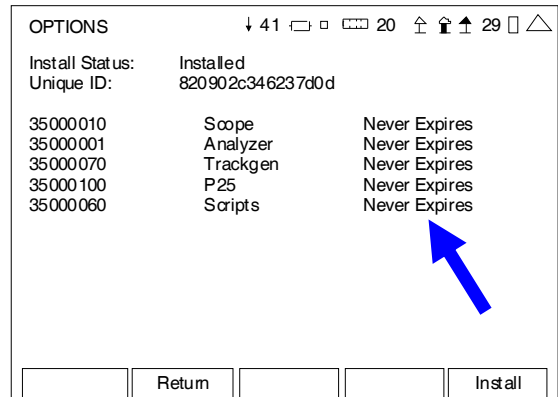 OPTIONS ↓ 41 20 29
Install Status: Installed
Unique ID: 820902c346237d0d
35000010 Scope Never Expires
35000001 Analyzer Never Expires
35000070 Trackgen Never Expires
35000100 P25 Never Expires
35000060 Scripts Never Expires
Return Install